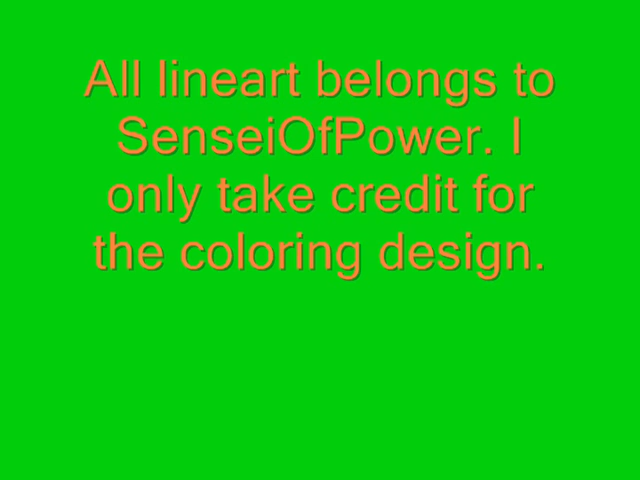 All lineart belongs to
SenseiOfPower. I
only take credit for
the coloring design.